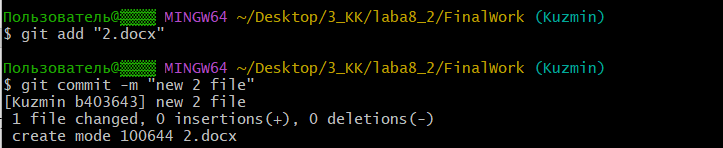 Пользователь@▒▒▒▒ MINGW64 ~/Desktop/3_KK/laba8_2/FinalWork (Kuzmin)
$ git add "2.docx"
Пользователь@▒▒▒▒ MINGW64 ~/Desktop/3_KK/laba8_2/FinalWork (Kuzmin)
$ git commit -m "new 2 file"
[Kuzmin b403643] new 2 file
1 file changed, 0 insertions(+), 0 deletions(-)
create mode 100644 2.docx